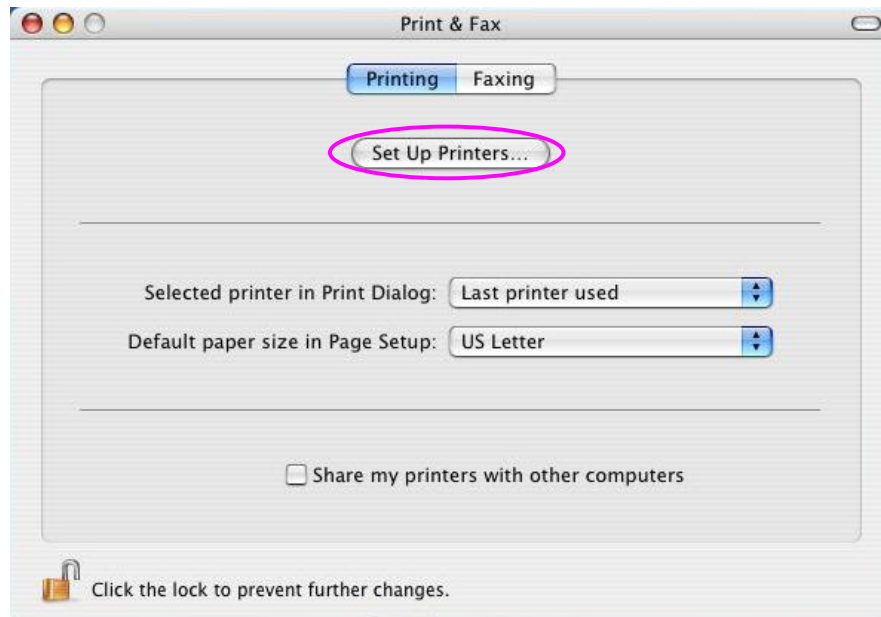 Print & Fax
Printing Faxing
Set Up Printers...
Selected printer in Print Dialog: Last printer used
Default paper size in Page Setup: US Letter
Share my printers with other computers
Click the lock to prevent further changes.